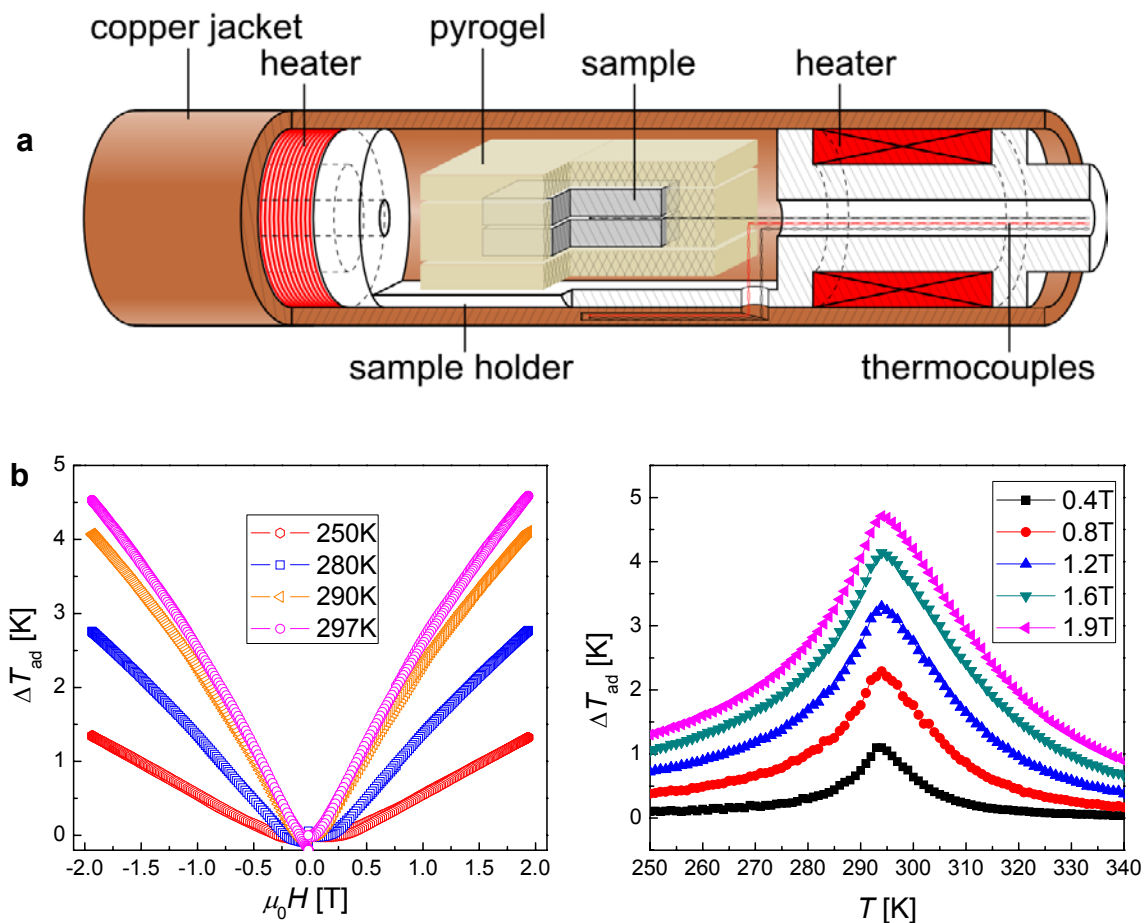 copper jacket
pyrogel
heater
sample
heater
a
sample holder
thermocouples
b
5
4
3
2
1
0
ΔT_ad [K]
-2.0 -1.5 -1.0 -0.5 0.0 0.5 1.0 1.5 2.0
μ₀H [T]
250K
280K
290K
297K
5
4
3
2
1
0
ΔT_ad [K]
250 260 270 280 290 300 310 320 330 340
T [K]
0.4T
0.8T
1.2T
1.6T
1.9T